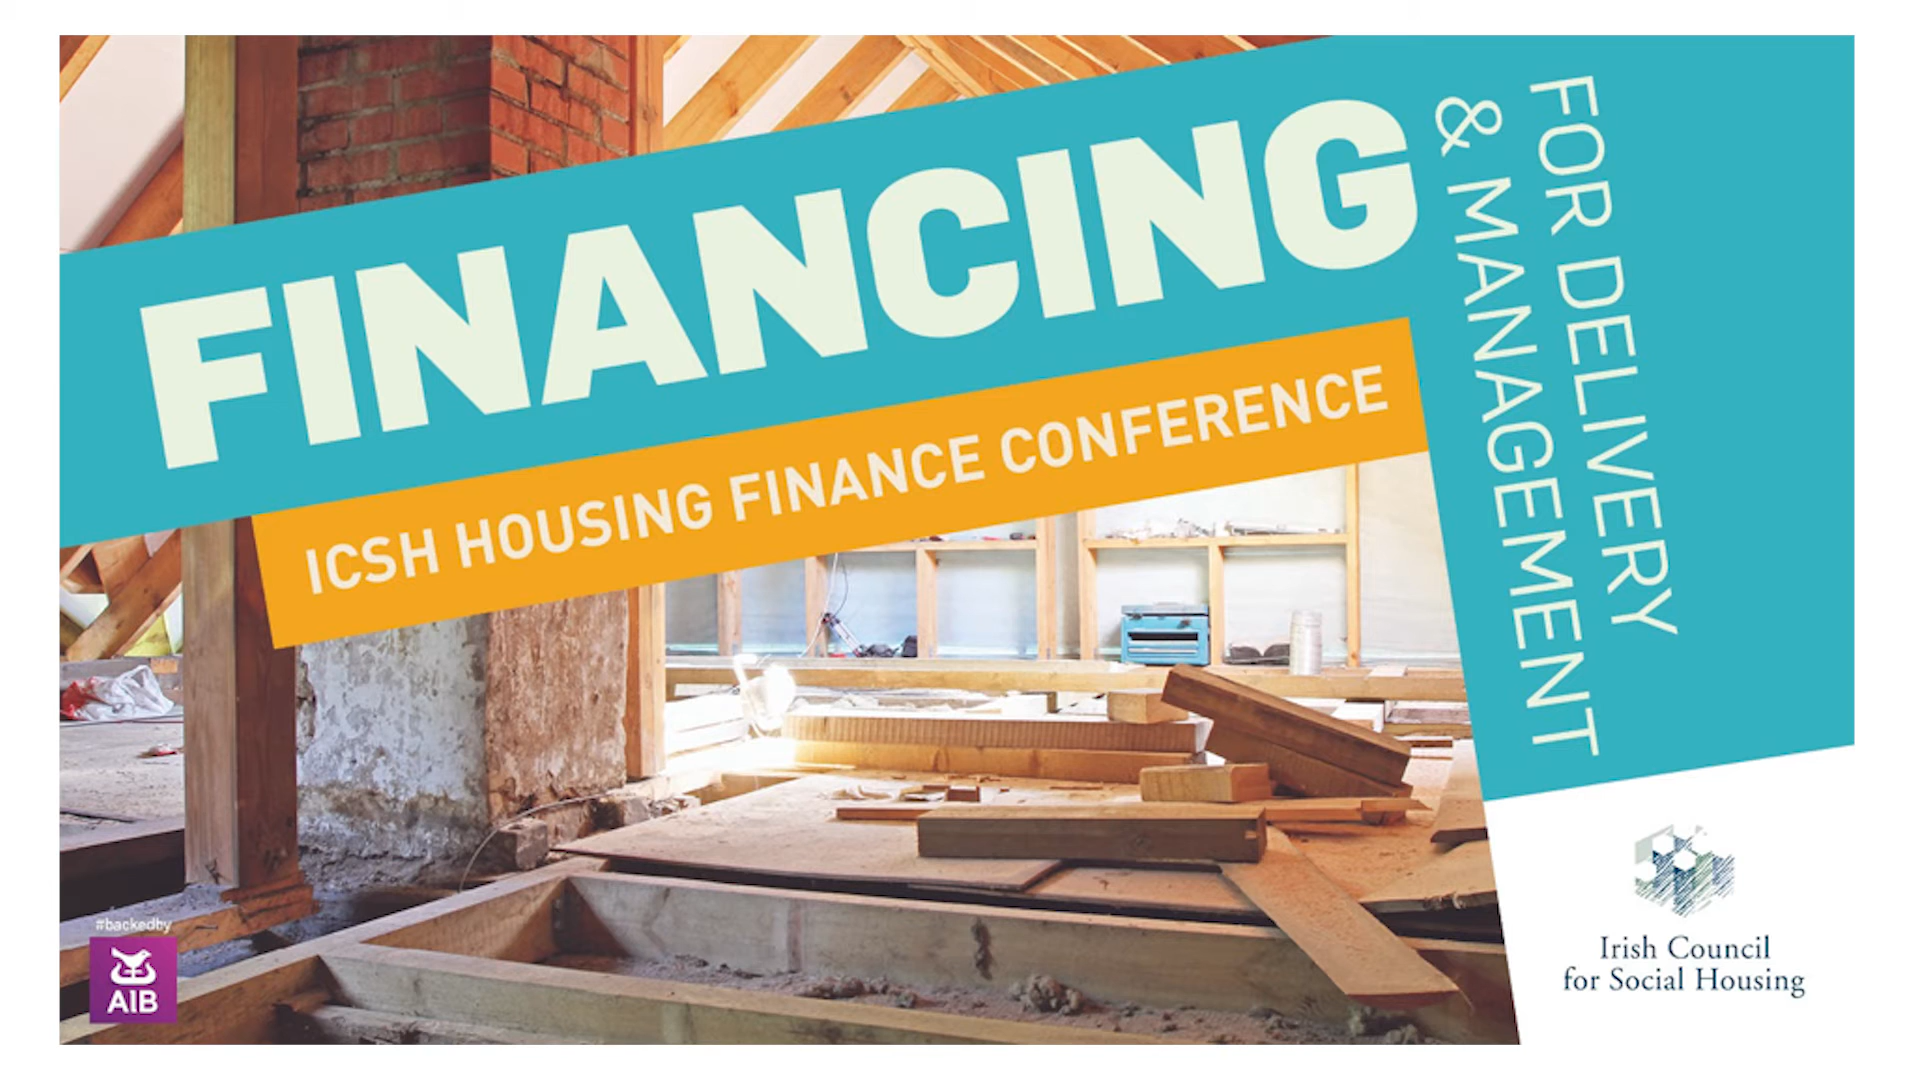 FINANCING
FOR DELIVERY
& MANAGEMENT
ICSH HOUSING FINANCE CONFERENCE
#backedby
AIB
Irish Council
for Social Housing